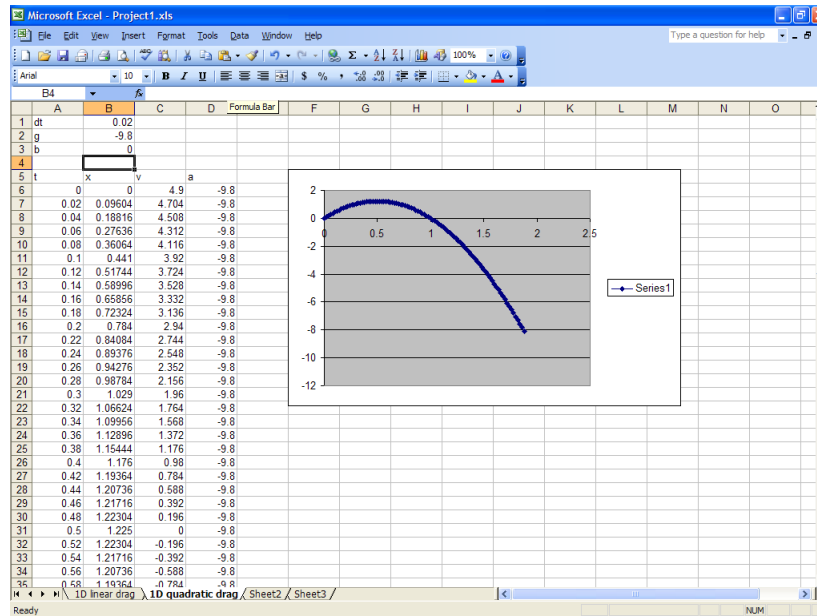 Microsoft Excel - Project1.xls
File Edit View Insert Format Tools Data Window Help
Type a question for help
100%
Arial 10 B I U $ % ,
B4 fx
Formula Bar
A B C D F G H I J K L M N O
1 dt 0.02
2 g -9.8
3 b 0
4
5 t x v a
6 0 0 4.9 -9.8
7 0.02 0.09604 4.704 -9.8
8 0.04 0.18816 4.508 -9.8
9 0.06 0.27636 4.312 -9.8
10 0.08 0.36064 4.116 -9.8
11 0.1 0.441 3.92 -9.8
12 0.12 0.51744 3.724 -9.8
13 0.14 0.58996 3.528 -9.8
14 0.16 0.65856 3.332 -9.8
15 0.18 0.72324 3.136 -9.8
16 0.2 0.784 2.94 -9.8
17 0.22 0.84084 2.744 -9.8
18 0.24 0.89376 2.548 -9.8
19 0.26 0.94276 2.352 -9.8
20 0.28 0.98784 2.156 -9.8
21 0.3 1.029 1.96 -9.8
22 0.32 1.06624 1.764 -9.8
23 0.34 1.09956 1.568 -9.8
24 0.36 1.12896 1.372 -9.8
25 0.38 1.15444 1.176 -9.8
26 0.4 1.176 0.98 -9.8
27 0.42 1.19364 0.784 -9.8
28 0.44 1.20736 0.588 -9.8
29 0.46 1.21716 0.392 -9.8
30 0.48 1.22304 0.196 -9.8
31 0.5 1.225 0 -9.8
32 0.52 1.22304 -0.196 -9.8
33 0.54 1.21716 -0.392 -9.8
34 0.56 1.20736 -0.588 -9.8
35 0.58 1.19364 -0.784 -9.8
2
0
0 0.5 1 1.5 2 2.5
-2
-4
Series1
-6
-8
-10
-12
1D linear drag 1D quadratic drag Sheet2 Sheet3
Ready NUM